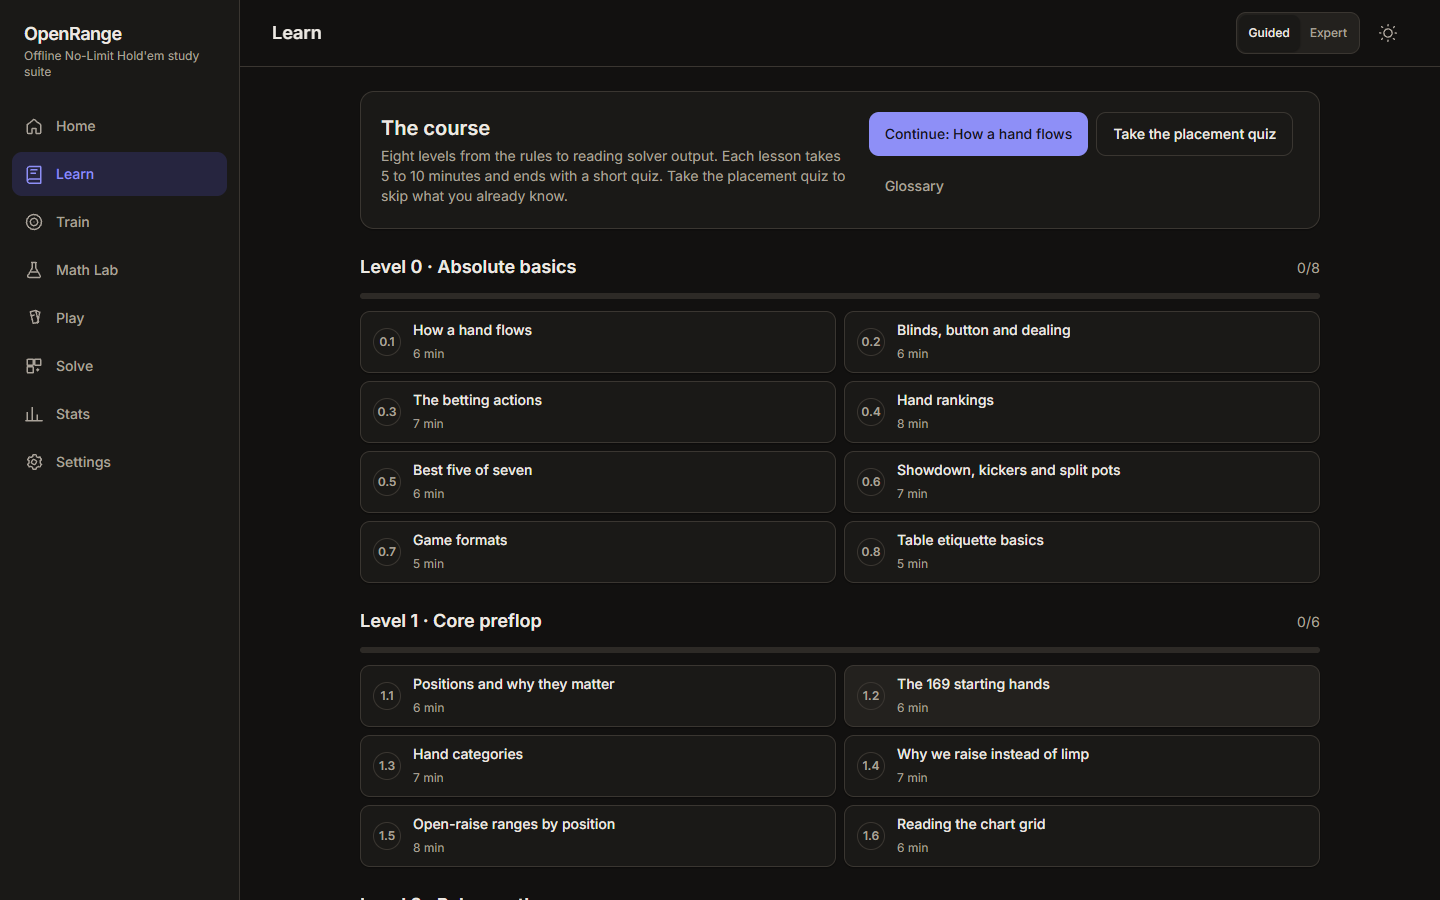 OpenRange
Offline No-Limit Hold'em study
suite
Home
Learn
Train
Math Lab
Play
Solve
Stats
Settings
Learn
Guided
Expert
The course
Eight levels from the rules to reading solver output. Each lesson takes
5 to 10 minutes and ends with a short quiz. Take the placement quiz to
skip what you already know.
Continue: How a hand flows
Take the placement quiz
Glossary
Level 0 · Absolute basics
0/8
0.1
How a hand flows
6 min
0.2
Blinds, button and dealing
6 min
0.3
The betting actions
7 min
0.4
Hand rankings
8 min
0.5
Best five of seven
6 min
0.6
Showdown, kickers and split pots
7 min
0.7
Game formats
5 min
0.8
Table etiquette basics
5 min
Level 1 · Core preflop
0/6
1.1
Positions and why they matter
6 min
1.2
The 169 starting hands
6 min
1.3
Hand categories
7 min
1.4
Why we raise instead of limp
7 min
1.5
Open-raise ranges by position
8 min
1.6
Reading the chart grid
6 min